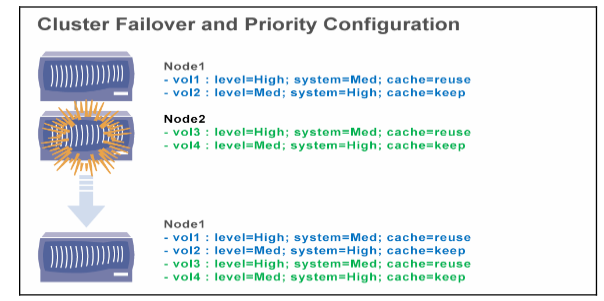 Cluster Failover and Priority Configuration
Node1
- vol1 : level=High; system=Med; cache=reuse
- vol2 : level=Med; system=High; cache=keep
Node2
- vol3 : level=High; system=Med; cache=reuse
- vol4 : level=Med; system=High; cache=keep
Node1
- vol1 : level=High; system=Med; cache=reuse
- vol2 : level=Med; system=High; cache=keep
- vol3 : level=High; system=Med; cache=reuse
- vol4 : level=Med; system=High; cache=keep